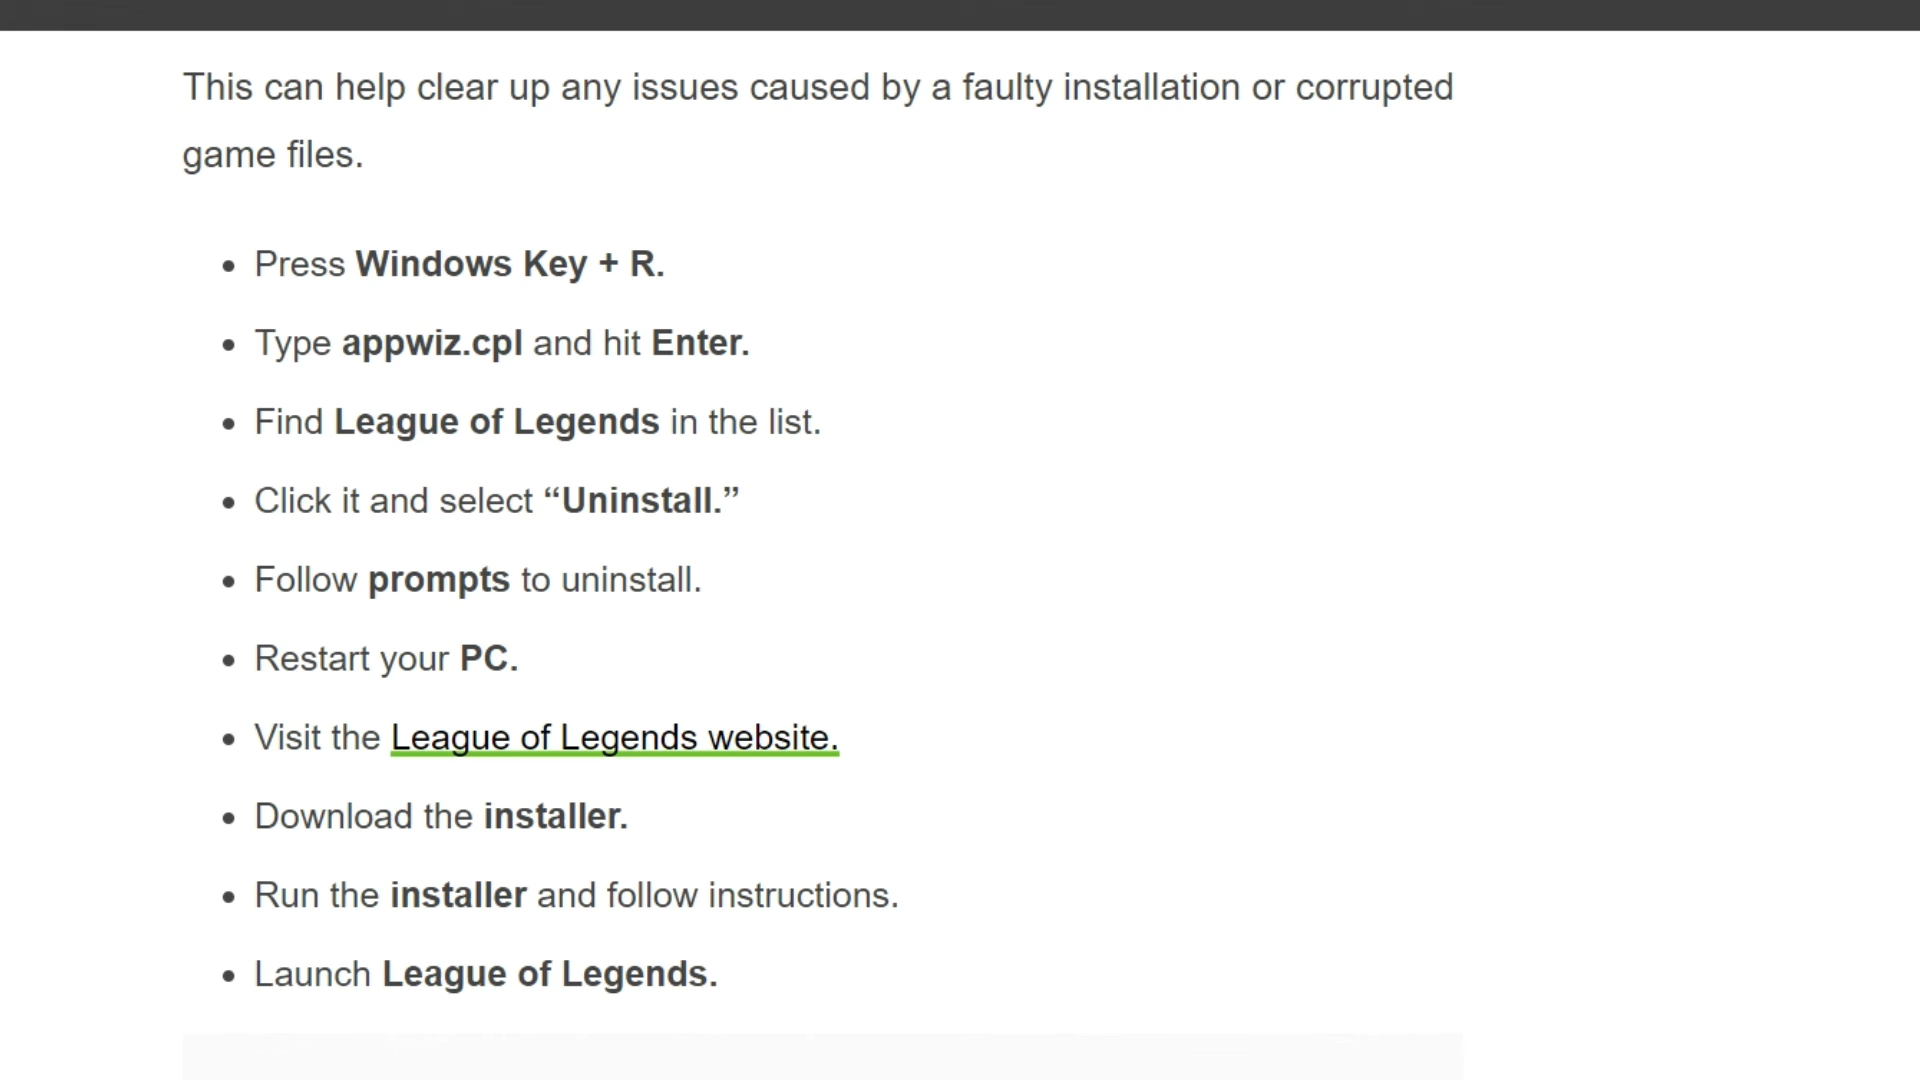 This can help clear up any issues caused by a faulty installation or corrupted
game files.
Press Windows Key + R.
Type appwiz.cpl and hit Enter.
Find League of Legends in the list.
Click it and select “Uninstall.”
Follow prompts to uninstall.
Restart your PC.
Visit the League of Legends website.
Download the installer.
Run the installer and follow instructions.
Launch League of Legends.